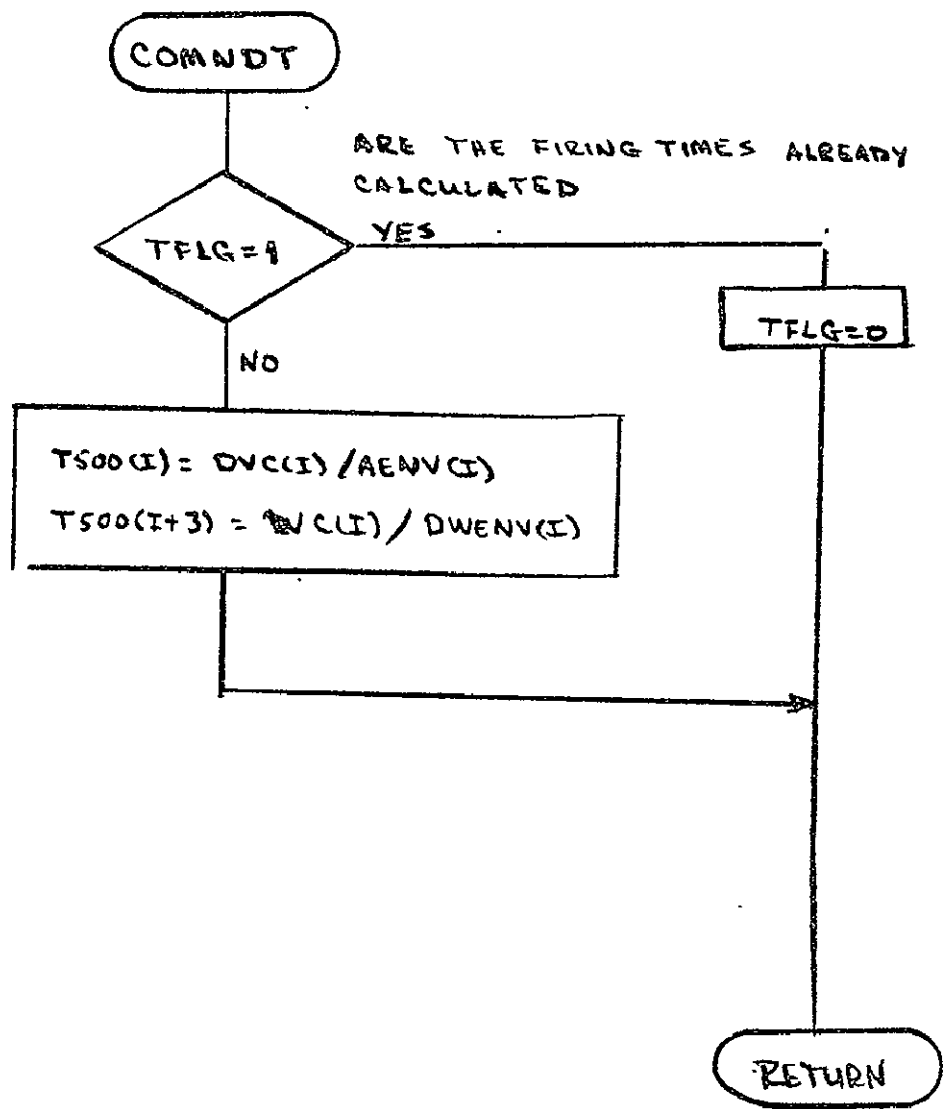 COMNDT
ARE THE FIRING TIMES ALREADY
CALCULATED
TFLG=1
YES
TFLG=0
NO
T500(I) = DVC(I) / AENV(I)
T500(I+3) = / DWENV(I)
RETURN